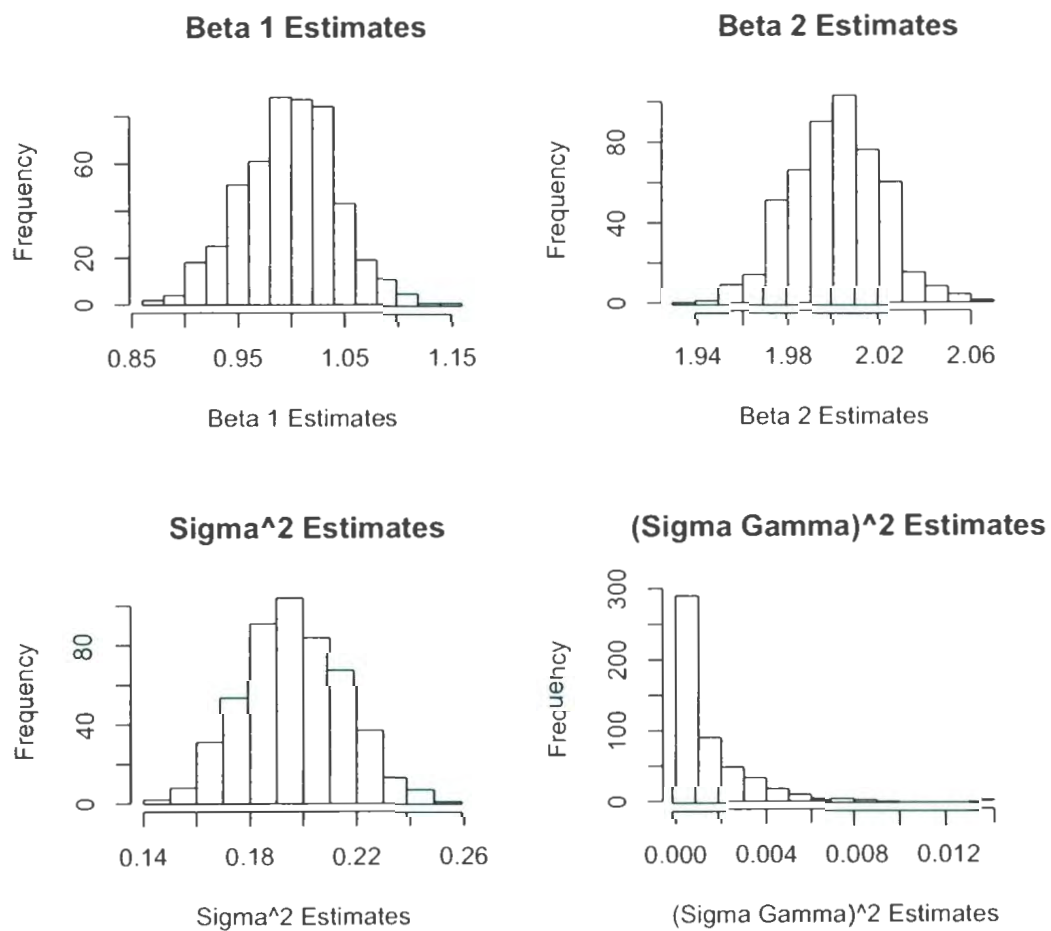 Beta 1 Estimates
Frequency
0 20 60
0.85 0.95 1.05 1.15
Beta 1 Estimates
Beta 2 Estimates
Frequency
0 40 80
1.94 1.98 2.02 2.06
Beta 2 Estimates
Sigma^2 Estimates
Frequency
0 40 80
0.14 0.18 0.22 0.26
Sigma^2 Estimates
(Sigma Gamma)^2 Estimates
Frequency
0 100 200 300
0.000 0.004 0.008 0.012
(Sigma Gamma)^2 Estimates